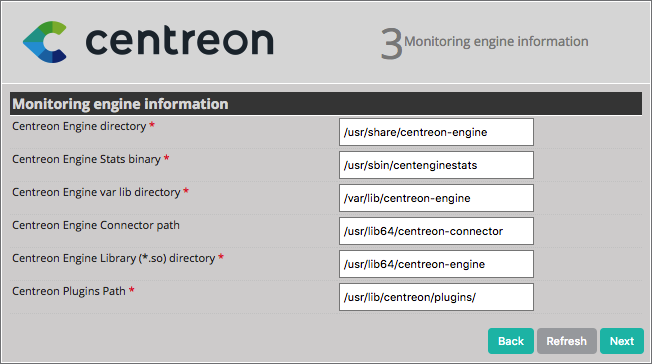 centreon
3 Monitoring engine information
Monitoring engine information
Centreon Engine directory * /usr/share/centreon-engine
Centreon Engine Stats binary * /usr/sbin/centenginestats
Centreon Engine var lib directory * /var/lib/centreon-engine
Centreon Engine Connector path /usr/lib64/centreon-connector
Centreon Engine Library (*.so) directory * /usr/lib64/centreon-engine
Centreon Plugins Path * /usr/lib/centreon/plugins/
Back Refresh Next